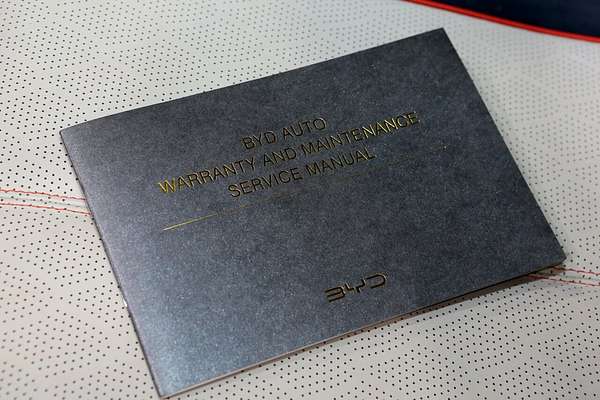 BYD AUTO
WARRANTY AND MAINTENANCE
SERVICE MANUAL
BYD